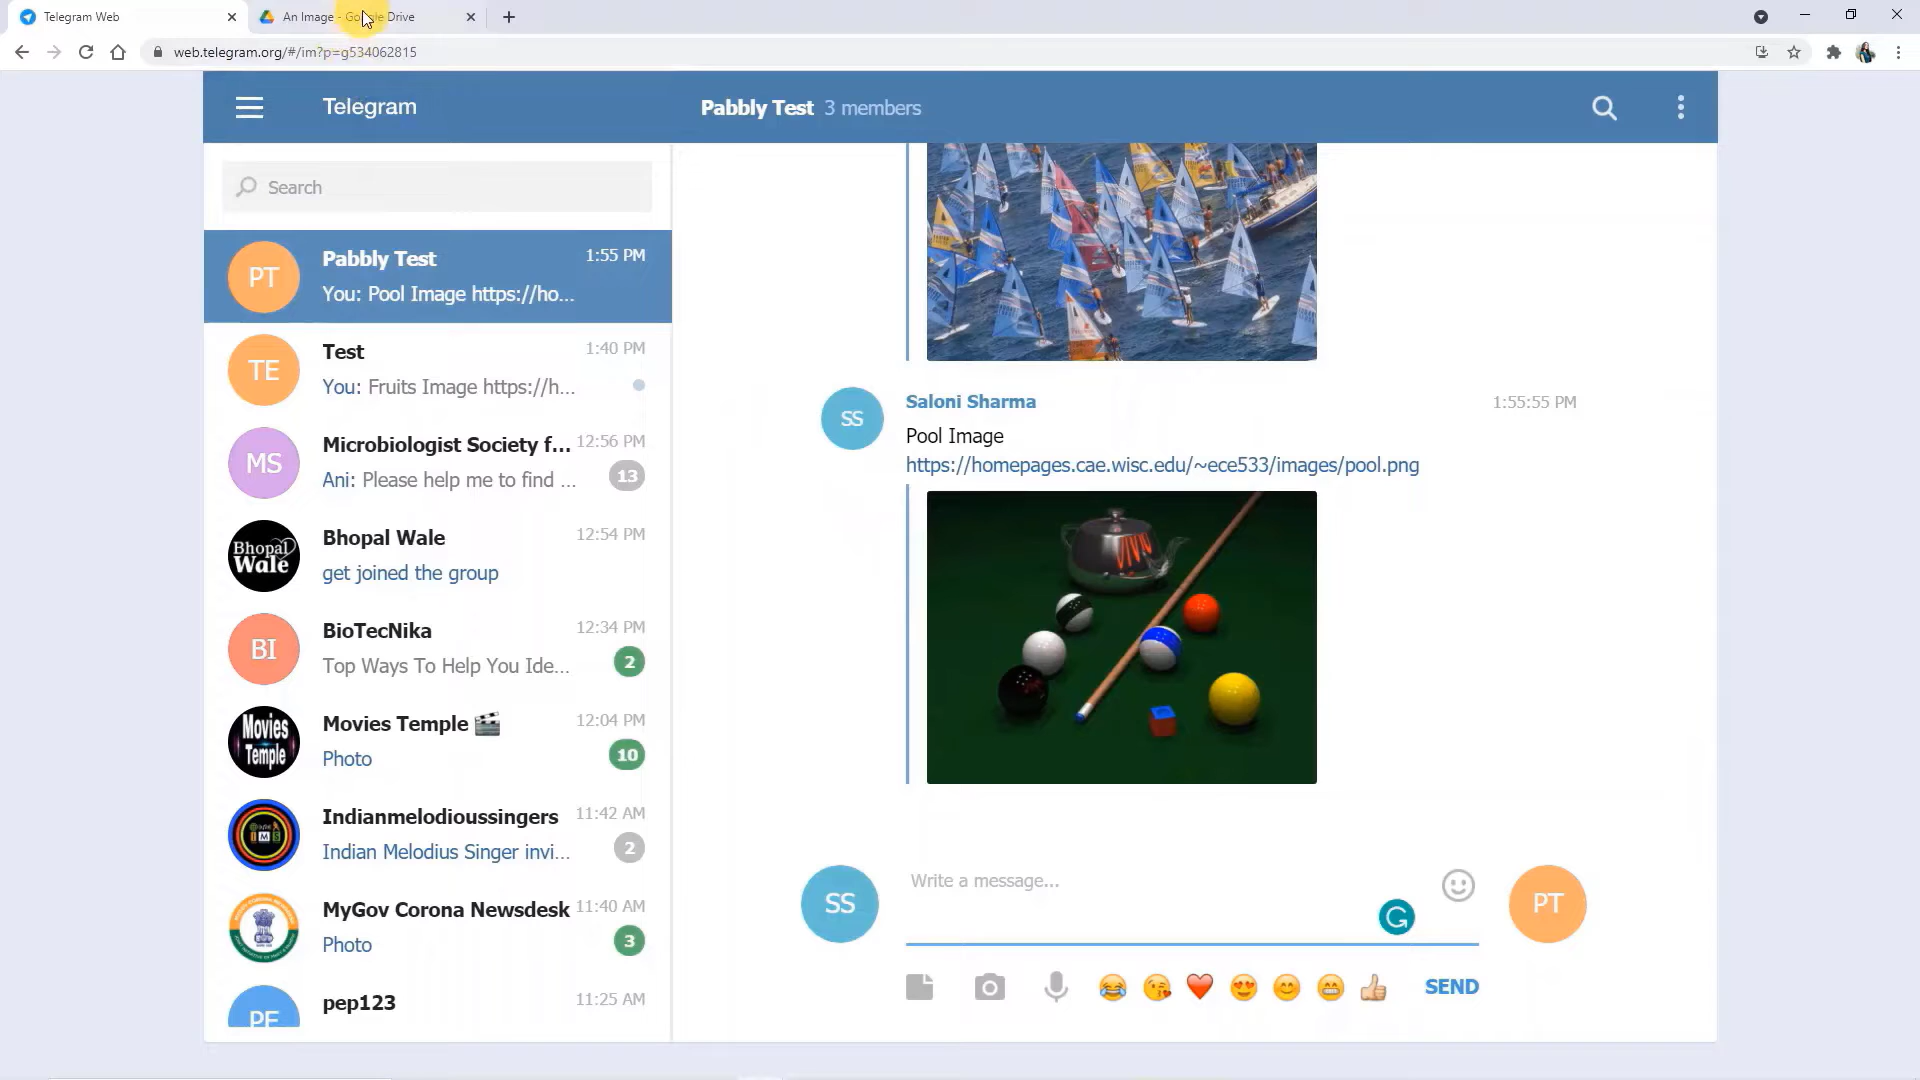 Telegram Web
An Image - Google Drive
web.telegram.org/#/im?p=g534062815
Telegram
Pabbly Test 3 members
Search
PT
Pabbly Test 1:55 PM
You: Pool Image https://ho...
TE
Test 1:40 PM
You: Fruits Image https://h...
MS
Microbiologist Society f... 12:56 PM
Ani: Please help me to find ... 13
Bhopal
Wale
Bhopal Wale 12:54 PM
get joined the group
BI
BioTecNika 12:34 PM
Top Ways To Help You Ide... 2
Movies
Temple
Movies Temple 🎬 12:04 PM
Photo 10
IMS
Indianmelodioussingers 11:42 AM
Indian Melodius Singer invi... 2
MyGov Corona Newsdesk 11:40 AM
Photo 3
PE
pep123 11:25 AM
SS
Saloni Sharma 1:55:55 PM
Pool Image
https://homepages.cae.wisc.edu/~ece533/images/pool.png
SS
Write a message...
PT
SEND